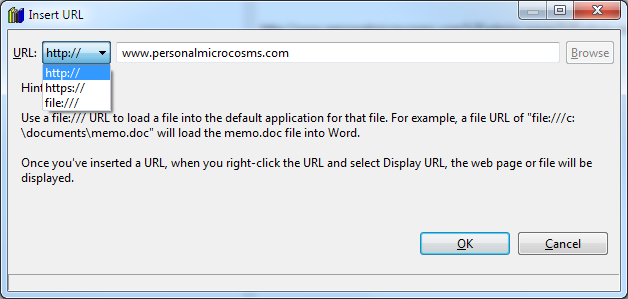 Insert URL
URL: http:// www.personalmicrocosms.com Browse
http://
https://
file:///
Hint
Use a file:/// URL to load a file into the default application for that file. For example, a file URL of "file:///c:
\documents\memo.doc" will load the memo.doc file into Word.
Once you've inserted a URL, when you right-click the URL and select Display URL, the web page or file will be
displayed.
OK Cancel